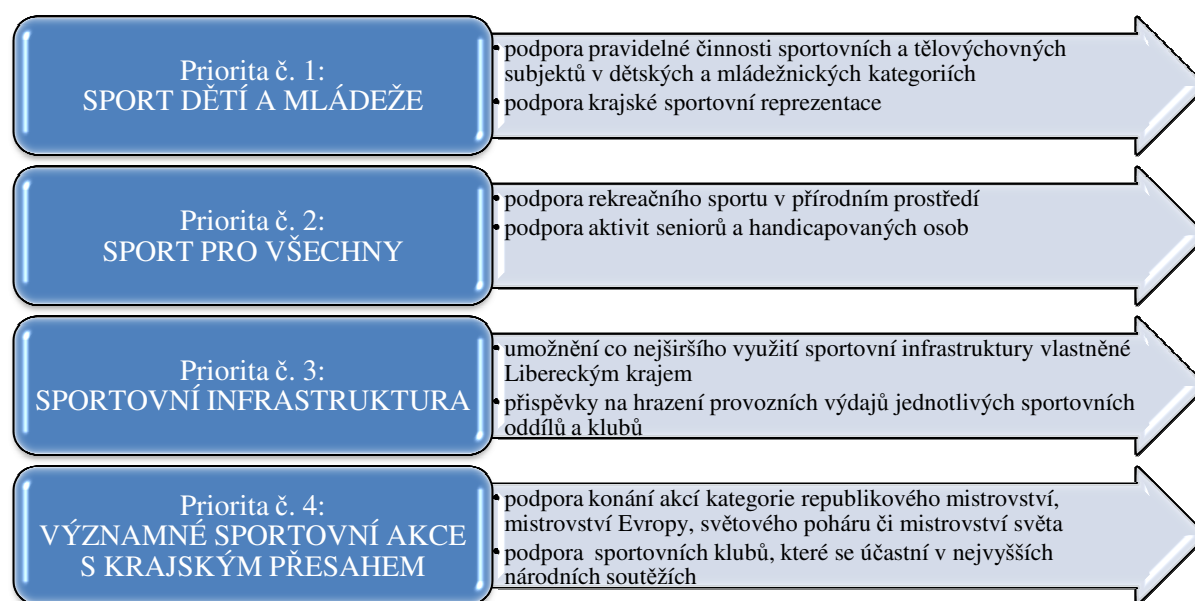 Priorita č. 1:
SPORT DĚTÍ A MLÁDEŽE
• podpora pravidelné činnosti sportovních a tělovýchovných
subjektů v dětských a mládežnických kategoriích
• podpora krajské sportovní reprezentace
Priorita č. 2:
SPORT PRO VŠECHNY
• podpora rekreačního sportu v přírodním prostředí
• podpora aktivit seniorů a handicapovaných osob
Priorita č. 3:
SPORTOVNÍ INFRASTRUKTURA
• umožnění co nejširšího využití sportovní infrastruktury vlastněné
Libereckým krajem
• přispěvky na hrazení provozních výdajů jednotlivých sportovních
oddílů a klubů
Priorita č. 4:
VÝZNAMNÉ SPORTOVNÍ AKCE
S KRAJSKÝM PŘESAHEM
• podpora konání akcí kategorie republikového mistrovství,
mistrovství Evropy, světového poháru či mistrovství světa
• podpora  sportovních klubů, které se účastní v nejvyšších
národních soutěžích